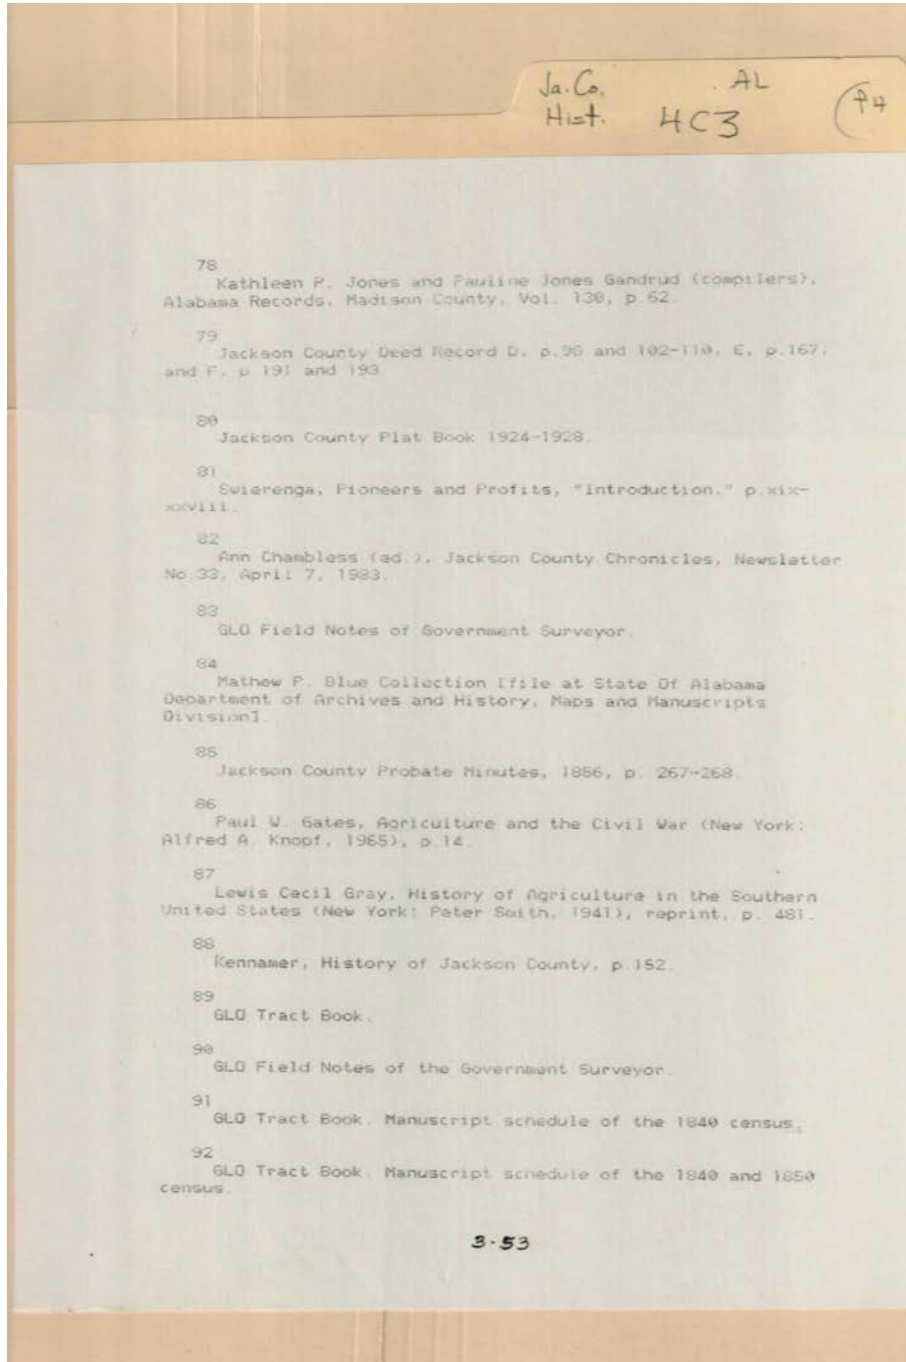 Ja. Co. AL
Hist. 4C3 P4
78
Kathleen P. Jones and Pauline Jones Gandrud (compilers),
Alabama Records, Madison County, Vol. 130, p.62.
79
Jackson County Deed Record D, p.96 and 102-110, E, p.167,
and F, p 191 and 193
80
Jackson County Plat Book 1924-1928.
81
Swierenga, Pioneers and Profits, "Introduction." p.xix-
xxviii.
82
Ann Chambless (ed.), Jackson County Chronicles, Newsletter
No 33, April 7, 1983.
83
GLO Field Notes of Government Surveyor.
84
Mathew P. Blue Collection [file at State Of Alabama
Department of Archives and History, Maps and Manuscripts
Division].
85
Jackson County Probate Minutes, 1856, p. 267-268.
86
Paul W. Gates, Agriculture and the Civil War (New York:
Alfred A. Knopf, 1965), p.14.
87
Lewis Cecil Gray, History of Agriculture in the Southern
United States (New York: Peter Smith, 1941), reprint, p. 481.
88
Kennamer, History of Jackson County, p.152.
89
GLO Tract Book.
90
GLO Field Notes of the Government Surveyor.
91
GLO Tract Book. Manuscript schedule of the 1840 census.
92
GLO Tract Book. Manuscript schedule of the 1840 and 1850
census.
3-53